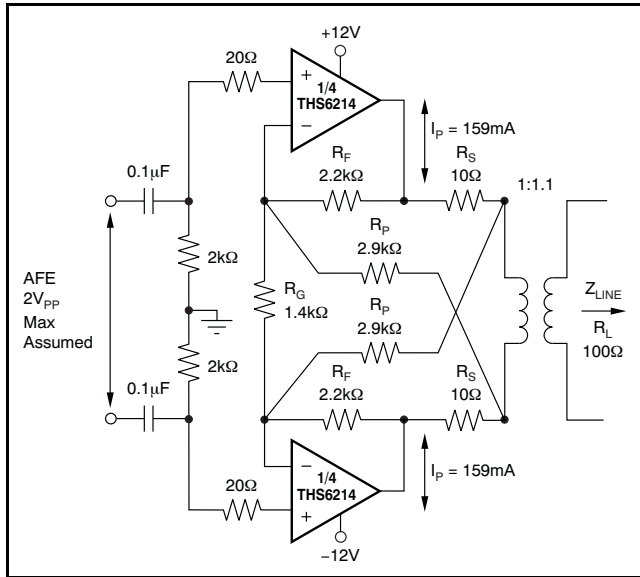 +12V
20Ω
+
1/4
THS6214
−
I_P = 159mA
R_F
2.2kΩ
R_S
10Ω
1:1.1
0.1μF
R_P
2.9kΩ
2kΩ
AFE
2V_PP
Max
Assumed
R_G
1.4kΩ
R_P
2.9kΩ
Z_LINE
R_L
100Ω
2kΩ
0.1μF
R_F
2.2kΩ
R_S
10Ω
−
1/4
THS6214
+
20Ω
I_P = 159mA
−12V